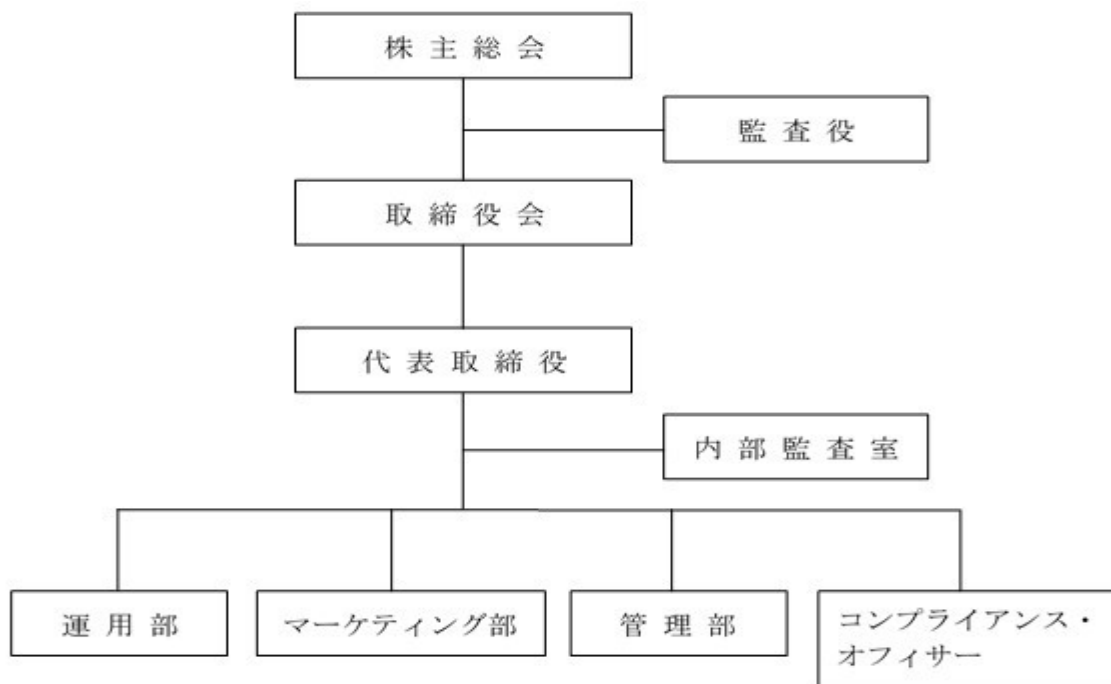 株主総会
監査役
取締役会
代表取締役
内部監査室
運用部
マーケティング部
管理部
コンプライアンス・
オフィサー